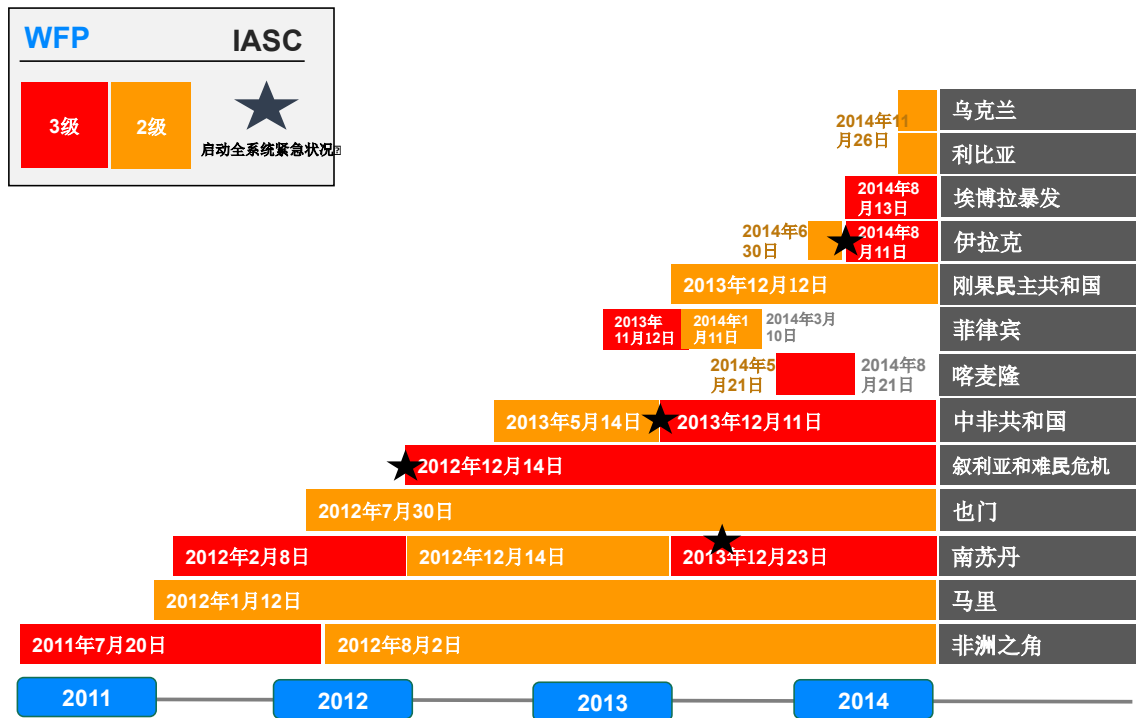 WFP
IASC
3级
2级
启动全系统紧急状况
2014年11
月26日
乌克兰
利比亚
2014年8
月13日
埃博拉暴发
2014年6
30日
2014年8
月11日
伊拉克
2013年12月12日
刚果民主共和国
2013年
11月12日
2014年1
月11日
2014年3月
10日
菲律宾
2014年5
月21日
2014年8
月21日
喀麦隆
2013年5月14日
2013年12月11日
中非共和国
2012年12月14日
叙利亚和难民危机
2012年7月30日
也门
2012年2月8日
2012年12月14日
2013年12月23日
南苏丹
2012年1月12日
马里
2011年7月20日
2012年8月2日
非洲之角
2011
2012
2013
2014